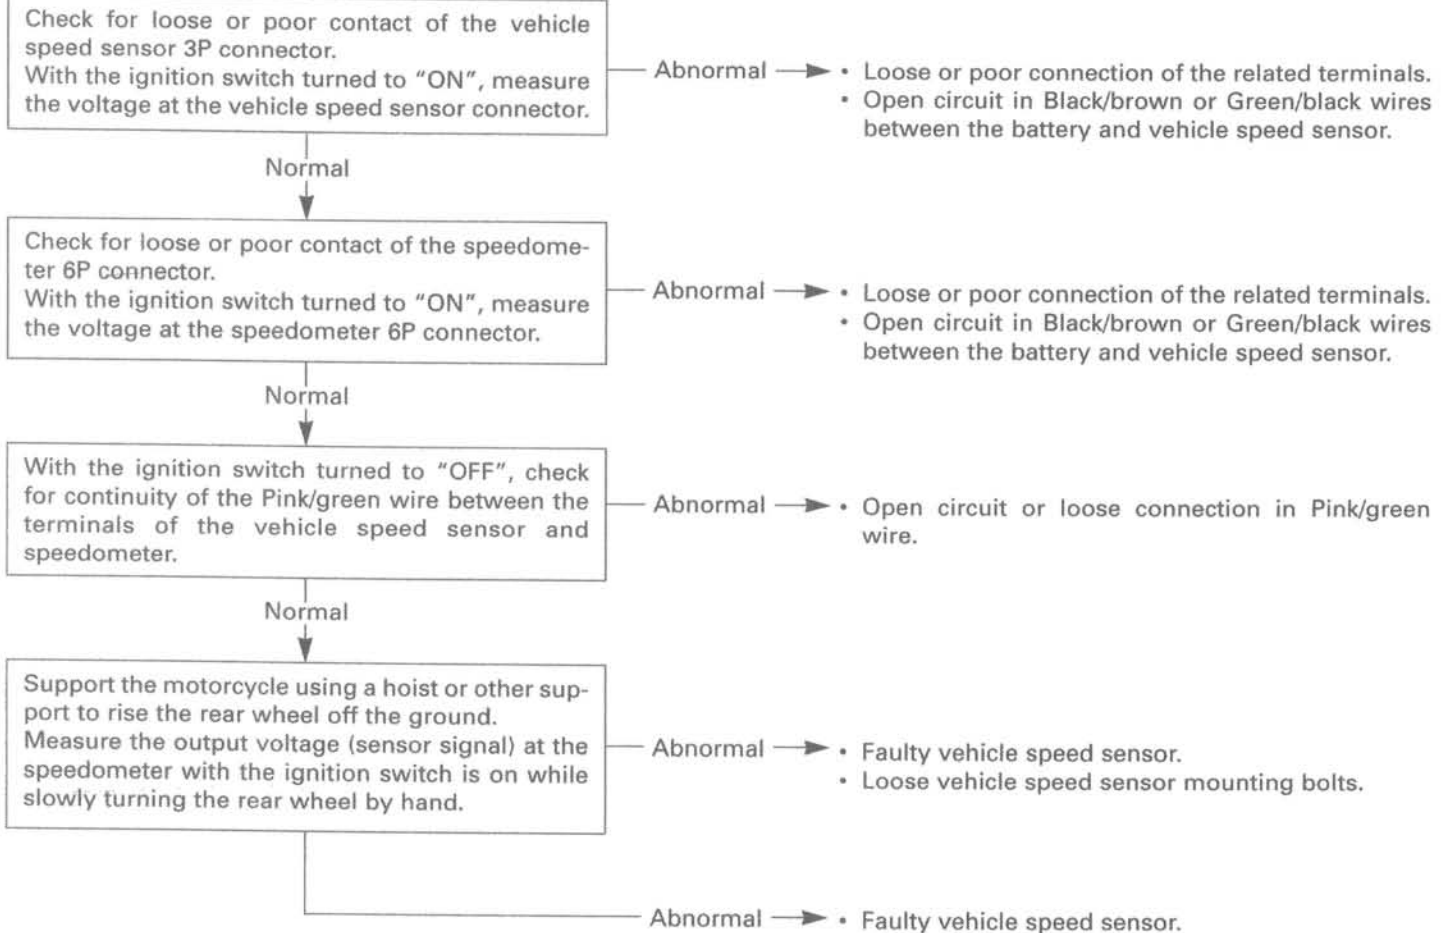 Check for loose or poor contact of the vehicle
speed sensor 3P connector.
With the ignition switch turned to “ON”, measure
the voltage at the vehicle speed sensor connector.
Abnormal
• Loose or poor connection of the related terminals.
• Open circuit in Black/brown or Green/black wires
between the battery and vehicle speed sensor.
Normal
Check for loose or poor contact of the speedome-
ter 6P connector.
With the ignition switch turned to “ON”, measure
the voltage at the speedometer 6P connector.
Abnormal
• Loose or poor connection of the related terminals.
• Open circuit in Black/brown or Green/black wires
between the battery and vehicle speed sensor.
Normal
With the ignition switch turned to “OFF”, check
for continuity of the Pink/green wire between the
terminals of the vehicle speed sensor and
speedometer.
Abnormal
• Open circuit or loose connection in Pink/green
wire.
Normal
Support the motorcycle using a hoist or other sup-
port to rise the rear wheel off the ground.
Measure the output voltage (sensor signal) at the
speedometer with the ignition switch is on while
slowly turning the rear wheel by hand.
Abnormal
• Faulty vehicle speed sensor.
• Loose vehicle speed sensor mounting bolts.
Abnormal
• Faulty vehicle speed sensor.